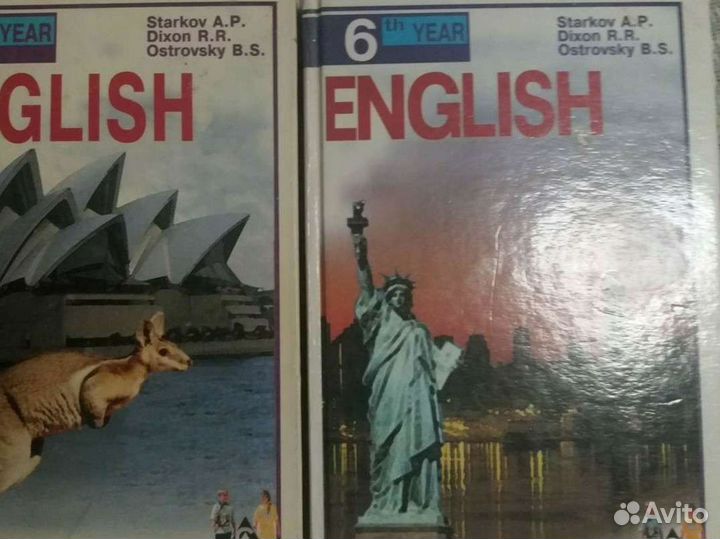 YEAR
Starkov A.P.
Dixon R.R.
Ostrovsky B.S.
GLISH
6th YEAR
Starkov A.P.
Dixon R.R.
Ostrovsky B.S.
ENGLISH
Avito